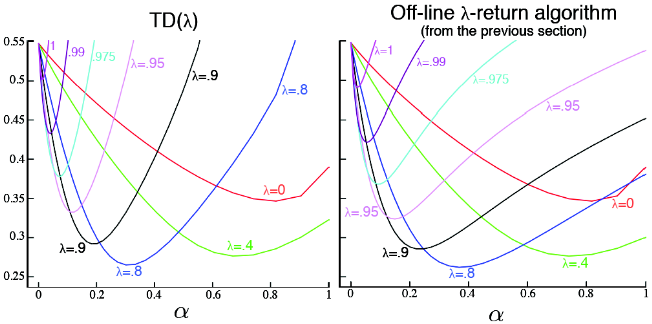 TD(λ)
Off-line λ-return algorithm
(from the previous section)
0.55
0.5
0.45
0.4
0.35
0.3
0.25
1
.99
.975
λ=.95
λ=.9
λ=.8
λ=0
λ=.4
λ=.9
λ=.8
0 0.2 0.4 0.6 0.8 1
α
λ=1
λ=.99
λ=.975
λ=.95
λ=.95
λ=0
λ=.9
λ=.8
λ=.4
0 0.2 0.4 0.6 0.8 1
α